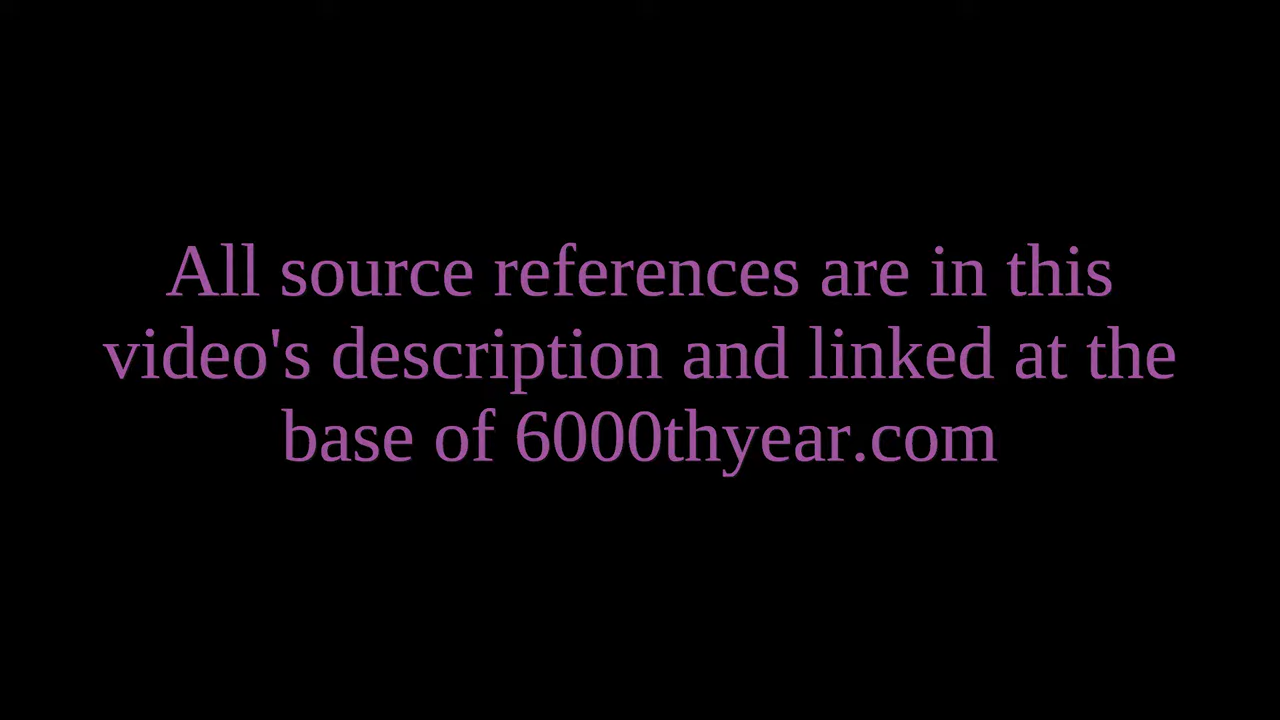 All source references are in this
video's description and linked at the
base of 6000thyear.com